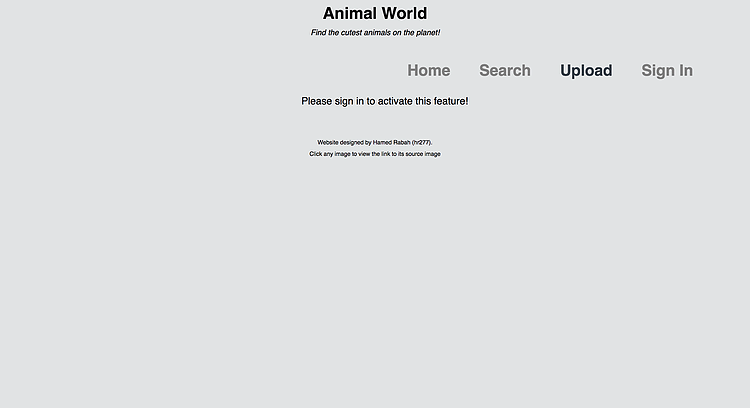 Animal World
Find the cutest animals on the planet!
Home Search Upload Sign In
Please sign in to activate this feature!
Website designed by Hamed Rabah (hr277).
Click any image to view the link to its source image